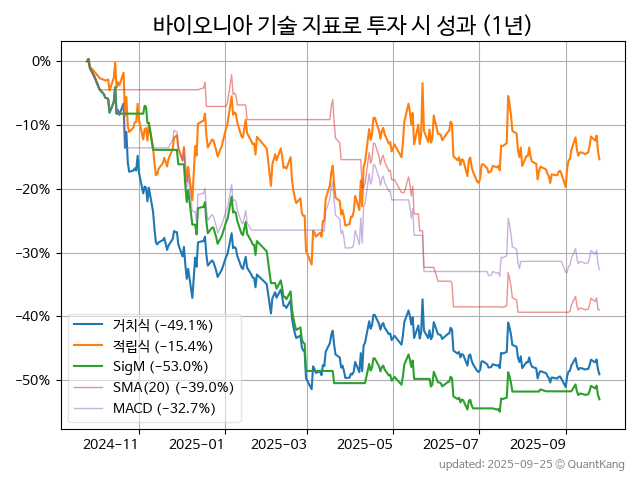 바이오니아 기술 지표로 투자 시 성과 (1년)
0%
−10%
−20%
−30%
−40%
−50%
거치식 (−49.1%)
적립식 (−15.4%)
SigM (−53.0%)
SMA(20) (−39.0%)
MACD (−32.7%)
2024−11
2025−01
2025−03
2025−05
2025−07
2025−09
updated: 2025-09-25 © QuantKang